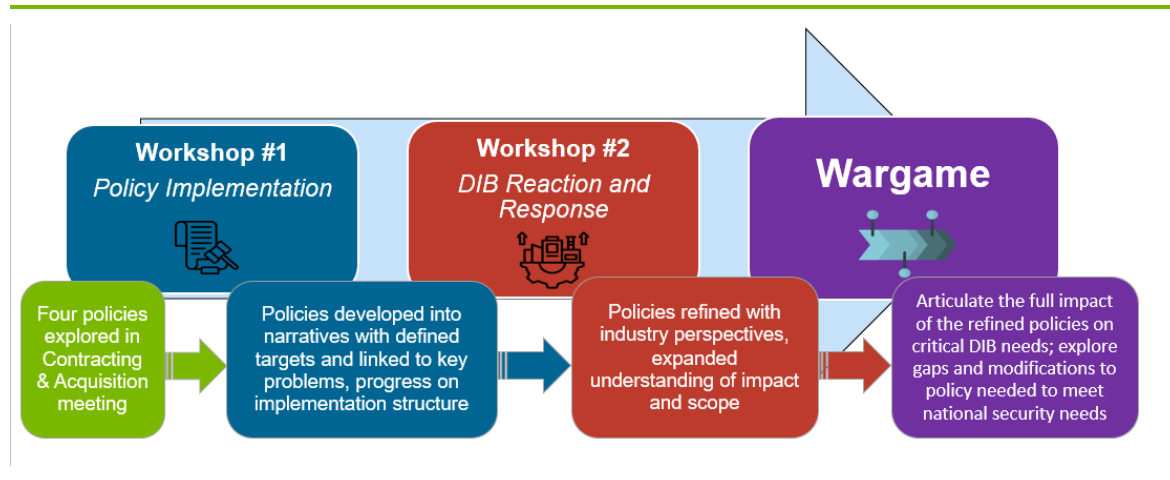 Workshop #1
Policy Implementation
Workshop #2
DIB Reaction and
Response
Wargame
Four policies
explored in
Contracting
& Acquisition
meeting
Policies developed into
narratives with defined
targets and linked to key
problems, progress on
implementation structure
Policies refined with
industry perspectives,
expanded
understanding of impact
and scope
Articulate the full impact
of the refined policies on
critical DIB needs; explore
gaps and modifications to
policy needed to meet
national security needs